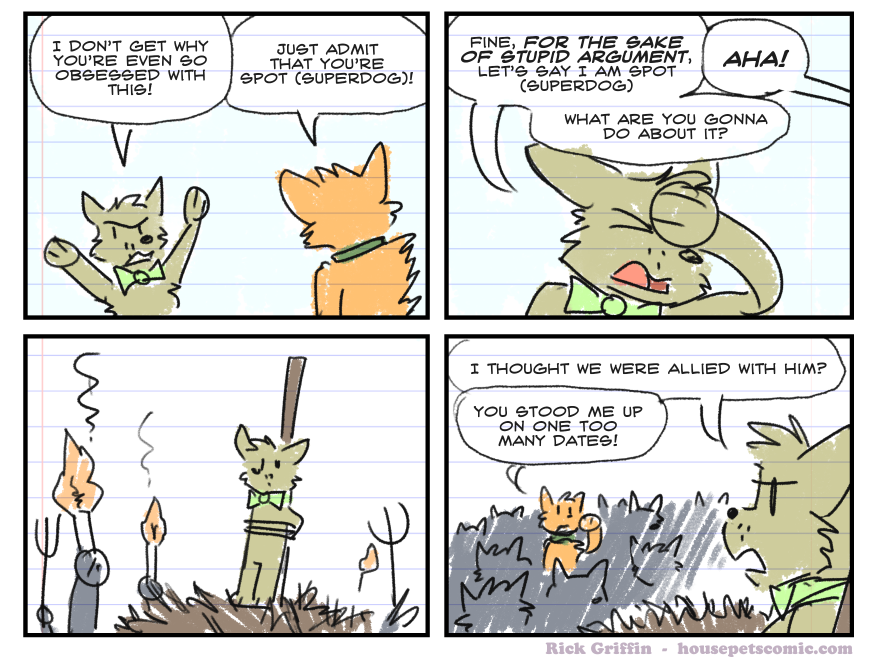 I DON'T GET WHY
YOU'RE EVEN SO
OBSESSED WITH
THIS!
JUST ADMIT
THAT YOU'RE
SPOT (SUPERDOG)!
FINE, FOR THE SAKE
OF STUPID ARGUMENT,
LET'S SAY I AM SPOT
(SUPERDOG)
AHA!
WHAT ARE YOU GONNA
DO ABOUT IT?
I THOUGHT WE WERE ALLIED WITH HIM?
YOU STOOD ME UP
ON ONE TOO
MANY DATES!
Rick Griffin - housepetscomic.com